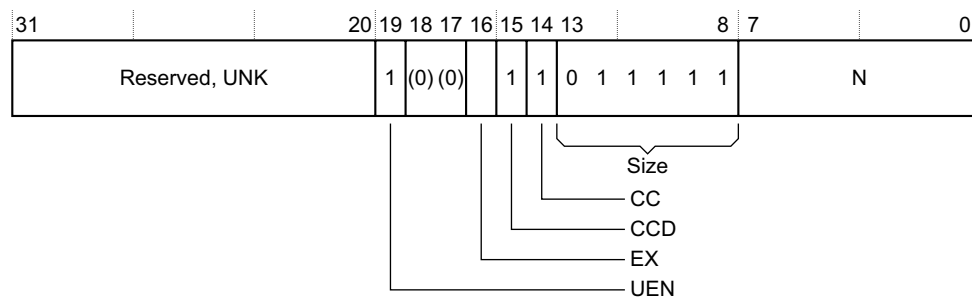 31 20 19 18 17 16 15 14 13 8 7 0
Reserved, UNK 1 (0) (0) 1 1 0 1 1 1 1 1 N
Size
CC
CCD
EX
UEN